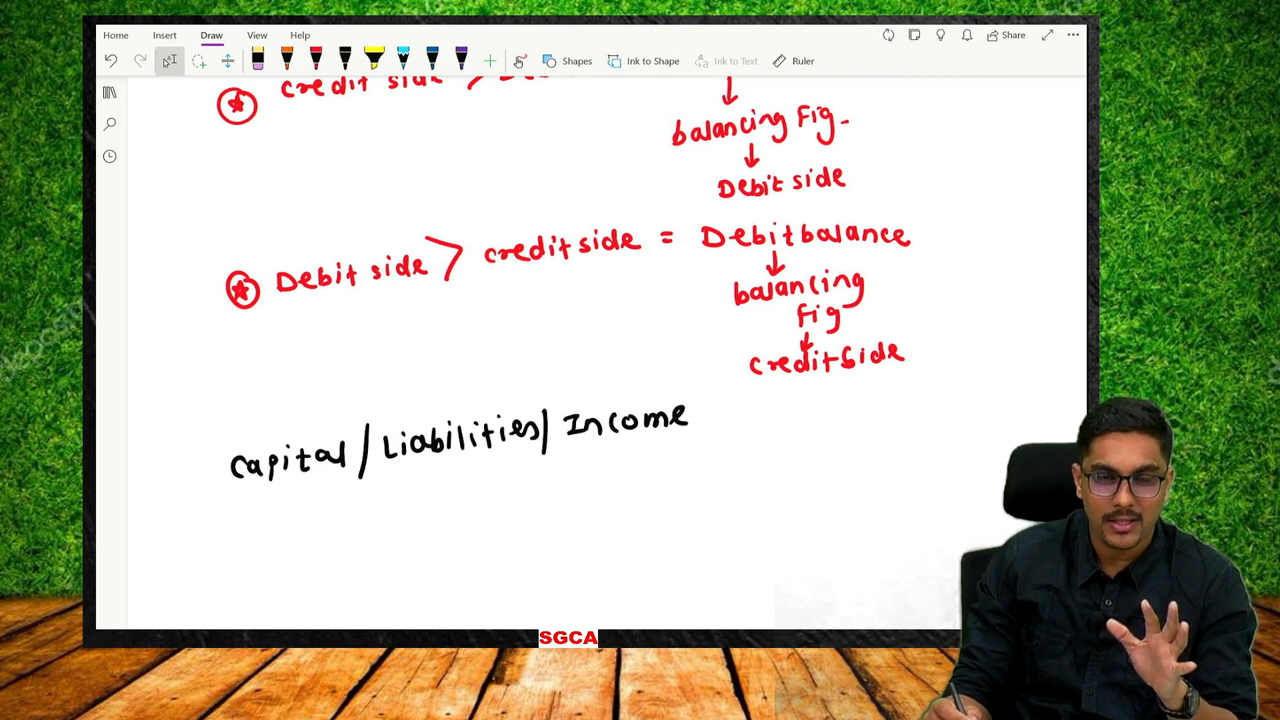 Home Insert Draw View Help
Share
Shapes Ink to Shape Ink to Text Ruler
credit side >
balancing Fig.
Debit side
Debit side > credit side = Debit balance
balancing
Fig
credit side
Capital / Liabilities / Income
SGCA